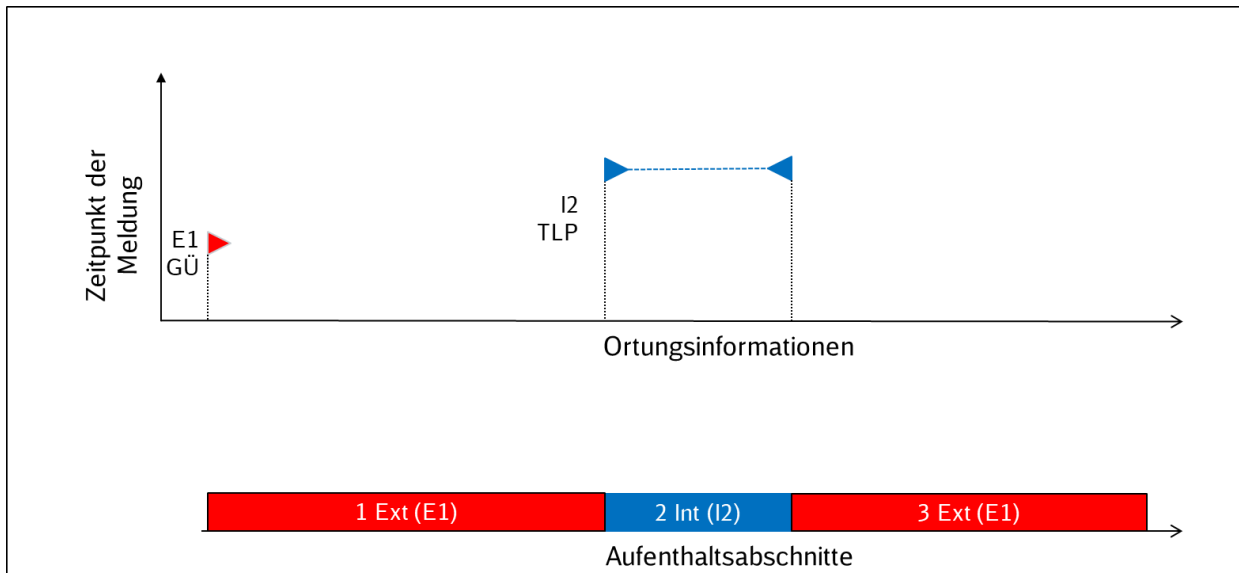 Zeitpunkt der
Meldung
I2
TLP
E1
GÜ
Ortungsinformationen
1 Ext (E1)
2 Int (I2)
3 Ext (E1)
Aufenthaltsabschnitte